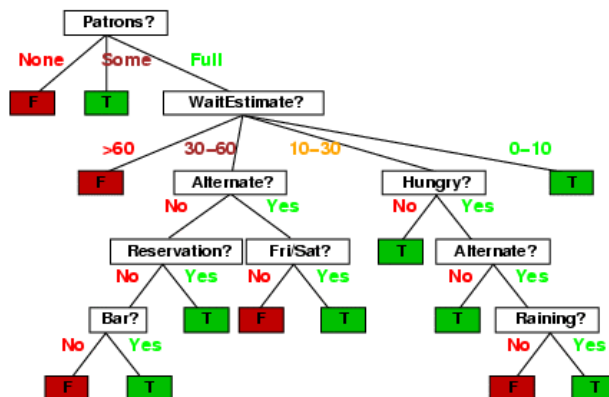 Patrons?
None Some Full
F T WaitEstimate?
>60 30–60 10–30 0–10
F Alternate? Hungry? T
No Yes No Yes
Reservation? Fri/Sat? T Alternate?
No Yes No Yes No Yes
Bar? T F T T Raining?
No Yes No Yes
F T F T